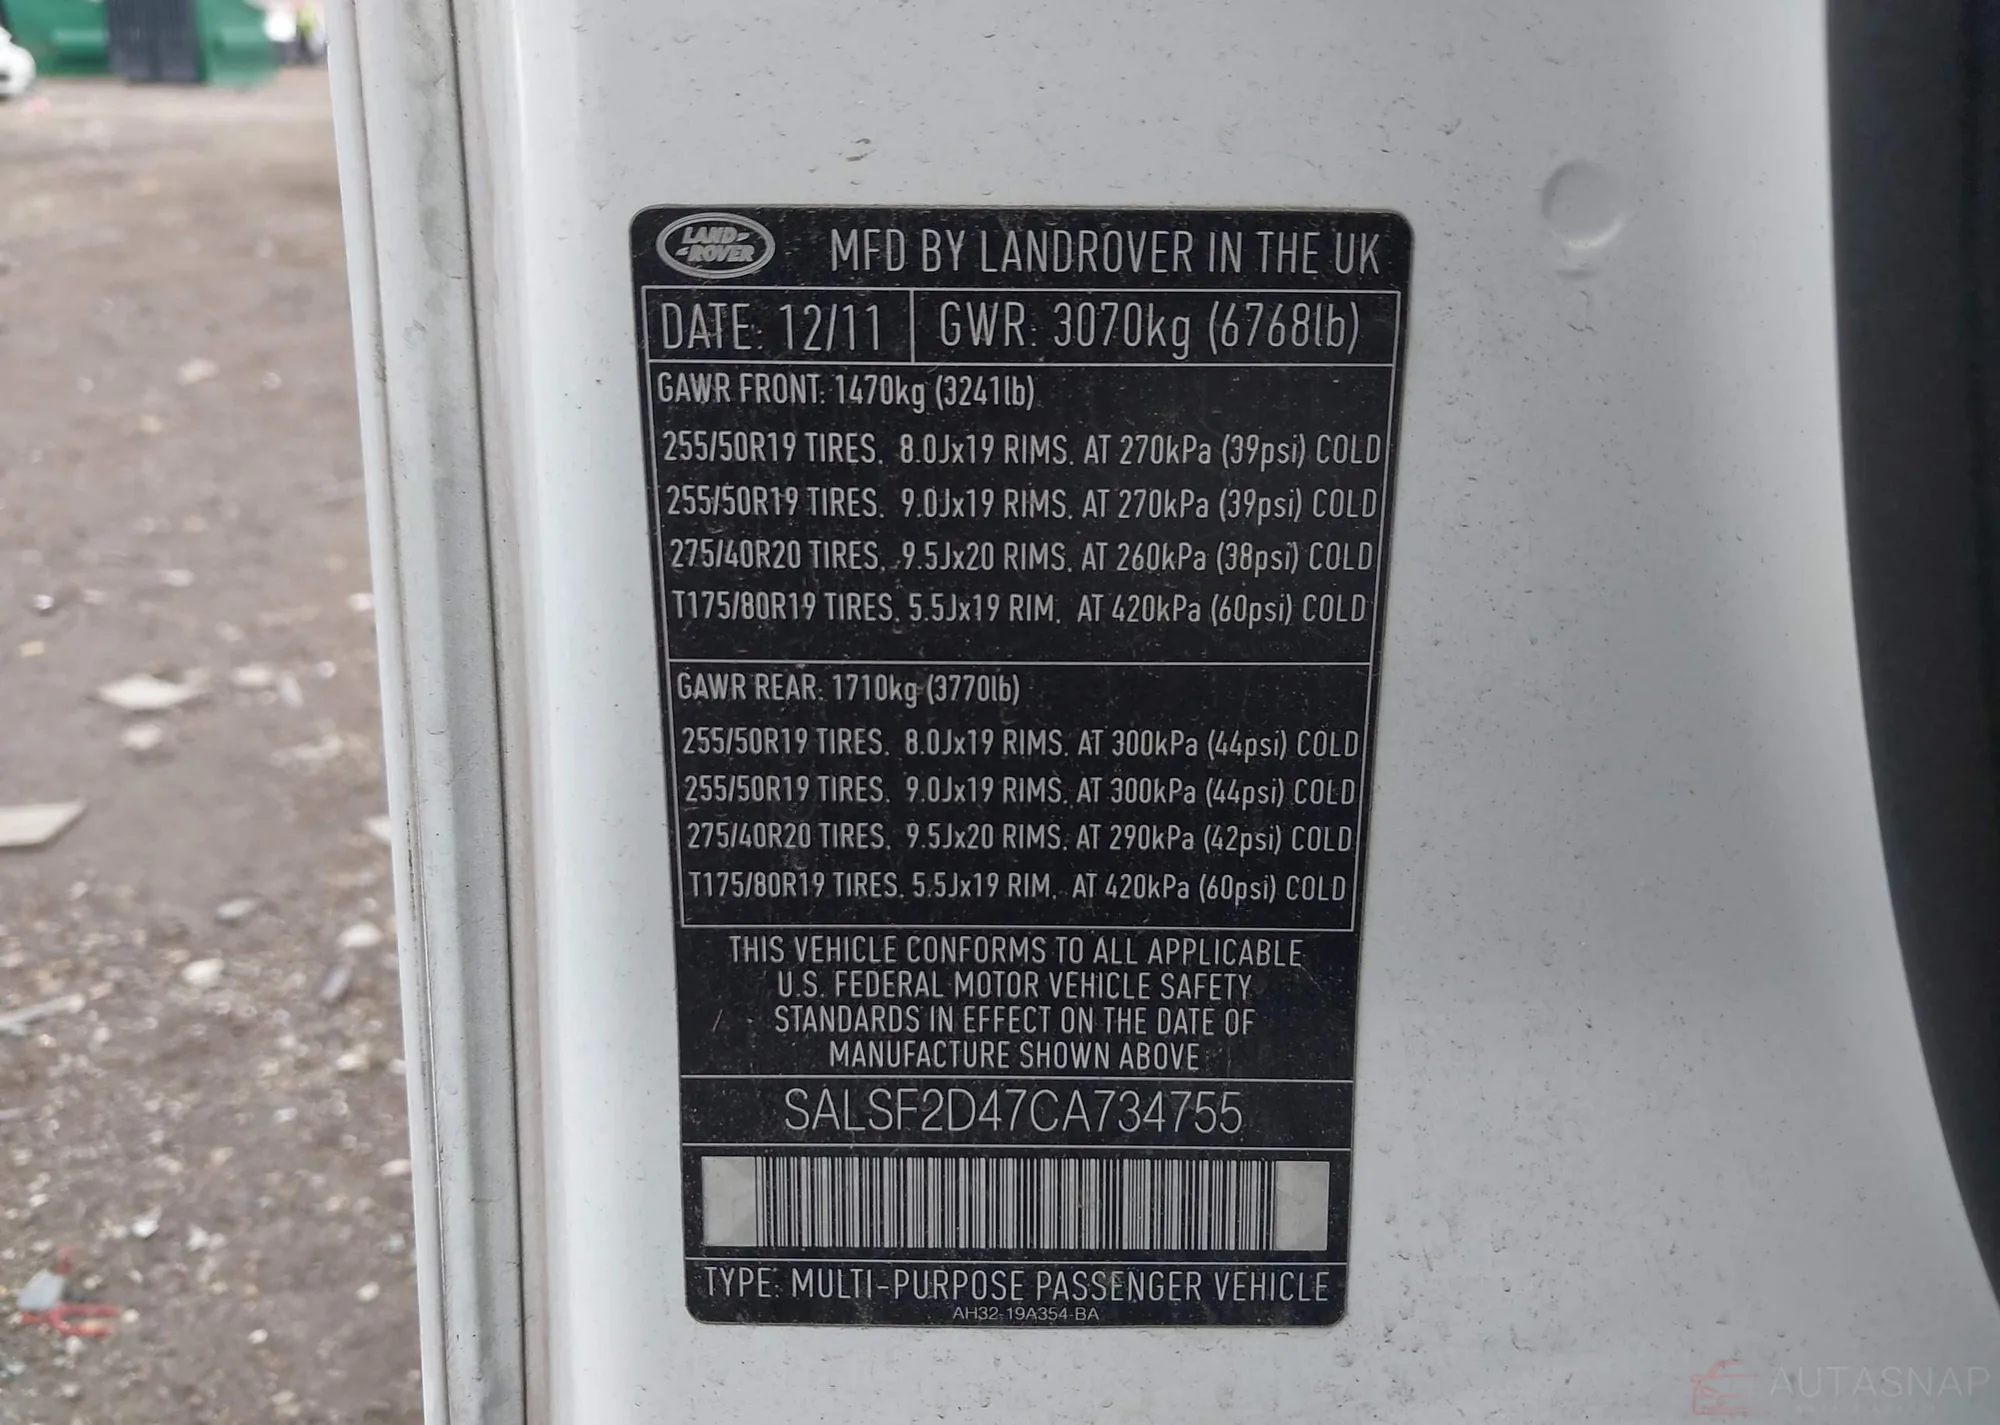 LAND-
-ROVER
MFD BY LANDROVER IN THE UK
DATE: 12/11 GWR: 3070kg (6768lb)
GAWR FRONT: 1470kg (3241lb)
255/50R19 TIRES, 8.0Jx19 RIMS, AT 270kPa (39psi) COLD
255/50R19 TIRES, 9.0Jx19 RIMS, AT 270kPa (39psi) COLD
275/40R20 TIRES, 9.5Jx20 RIMS, AT 260kPa (38psi) COLD
T175/80R19 TIRES, 5.5Jx19 RIM, AT 420kPa (60psi) COLD
GAWR REAR: 1710kg (3770lb)
255/50R19 TIRES, 8.0Jx19 RIMS, AT 300kPa (44psi) COLD
255/50R19 TIRES, 9.0Jx19 RIMS, AT 300kPa (44psi) COLD
275/40R20 TIRES, 9.5Jx20 RIMS, AT 290kPa (42psi) COLD
T175/80R19 TIRES, 5.5Jx19 RIM, AT 420kPa (60psi) COLD
THIS VEHICLE CONFORMS TO ALL APPLICABLE
U.S. FEDERAL MOTOR VEHICLE SAFETY
STANDARDS IN EFFECT ON THE DATE OF
MANUFACTURE SHOWN ABOVE
SALSF2D47CA734755
TYPE: MULTI-PURPOSE PASSENGER VEHICLE
AH32-19A354-BA
AUTASNAP